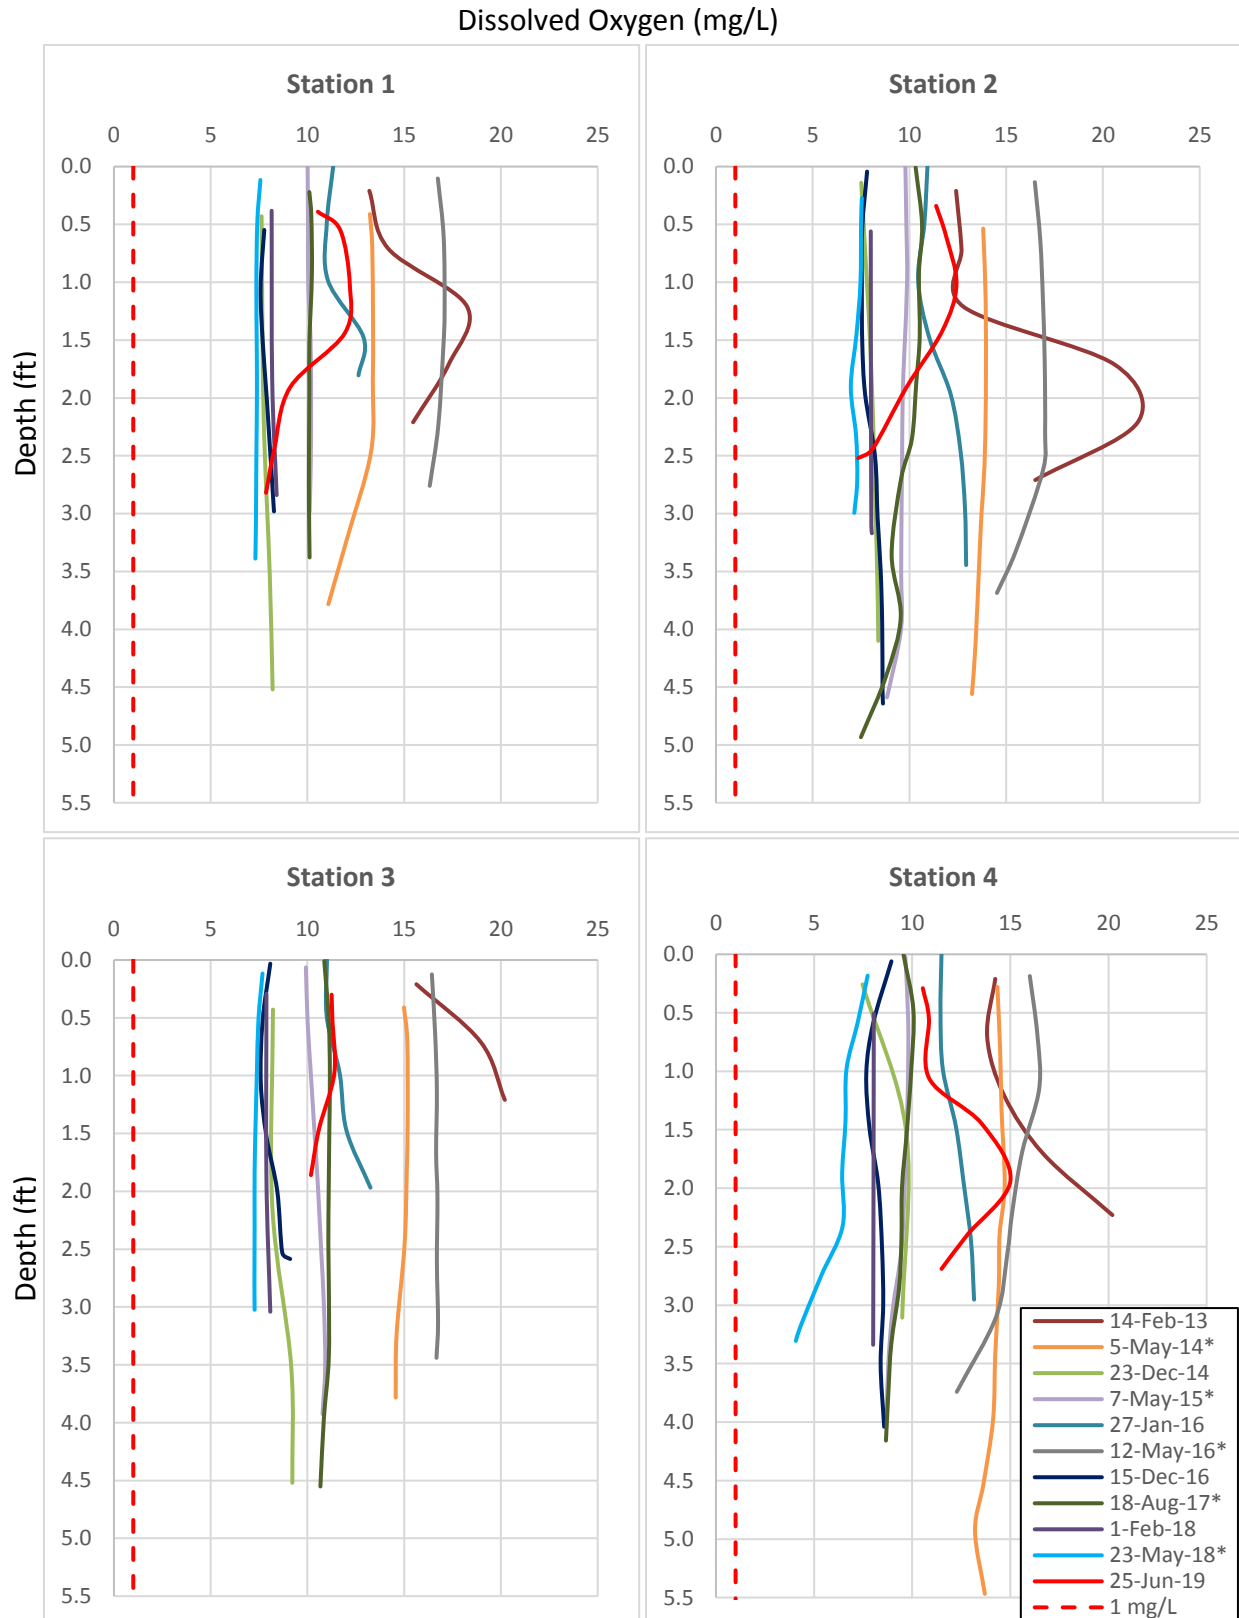 Dissolved Oxygen (mg/L)
Station 1
0 5 10 15 20 25
0.0
0.5
1.0
1.5
2.0
2.5
3.0
3.5
4.0
4.5
5.0
5.5
Depth (ft)
Station 2
0 5 10 15 20 25
0.0
0.5
1.0
1.5
2.0
2.5
3.0
3.5
4.0
4.5
5.0
5.5
Station 3
0 5 10 15 20 25
0.0
0.5
1.0
1.5
2.0
2.5
3.0
3.5
4.0
4.5
5.0
5.5
Depth (ft)
Station 4
0 5 10 15 20 25
0.0
0.5
1.0
1.5
2.0
2.5
3.0
3.5
4.0
4.5
5.0
5.5
14-Feb-13
5-May-14*
23-Dec-14
7-May-15*
27-Jan-16
12-May-16*
15-Dec-16
18-Aug-17*
1-Feb-18
23-May-18*
25-Jun-19
1 mg/L